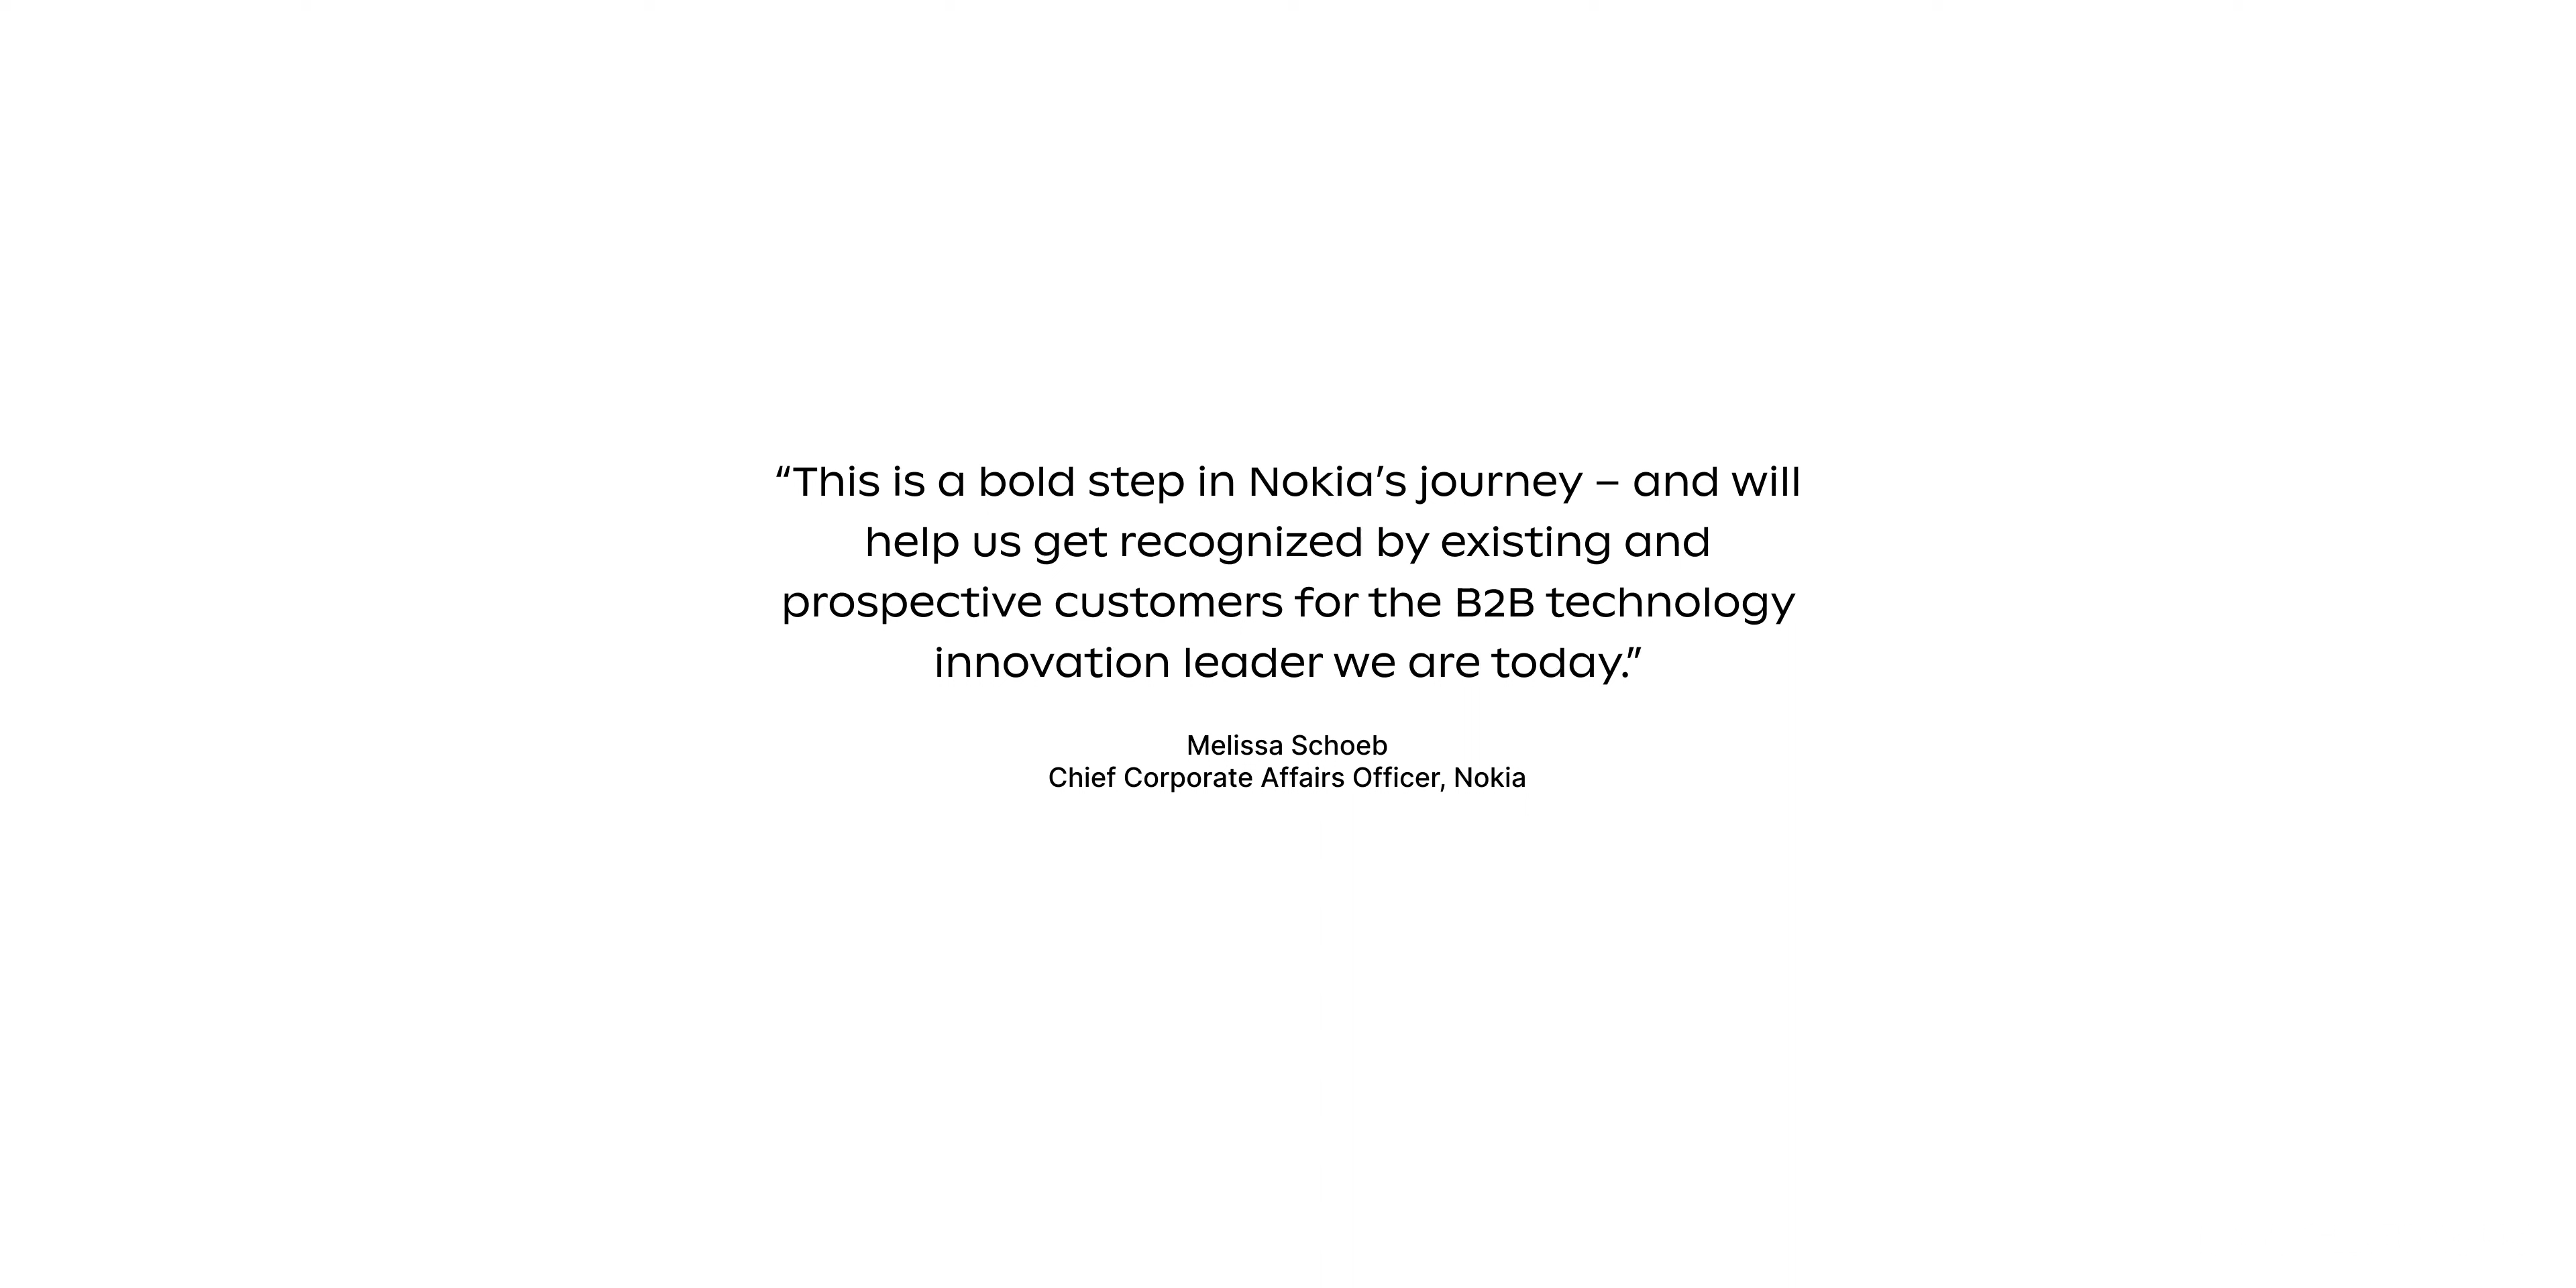 “This is a bold step in Nokia’s journey – and will
help us get recognized by existing and
prospective customers for the B2B technology
innovation leader we are today.”
Melissa Schoeb
Chief Corporate Affairs Officer, Nokia